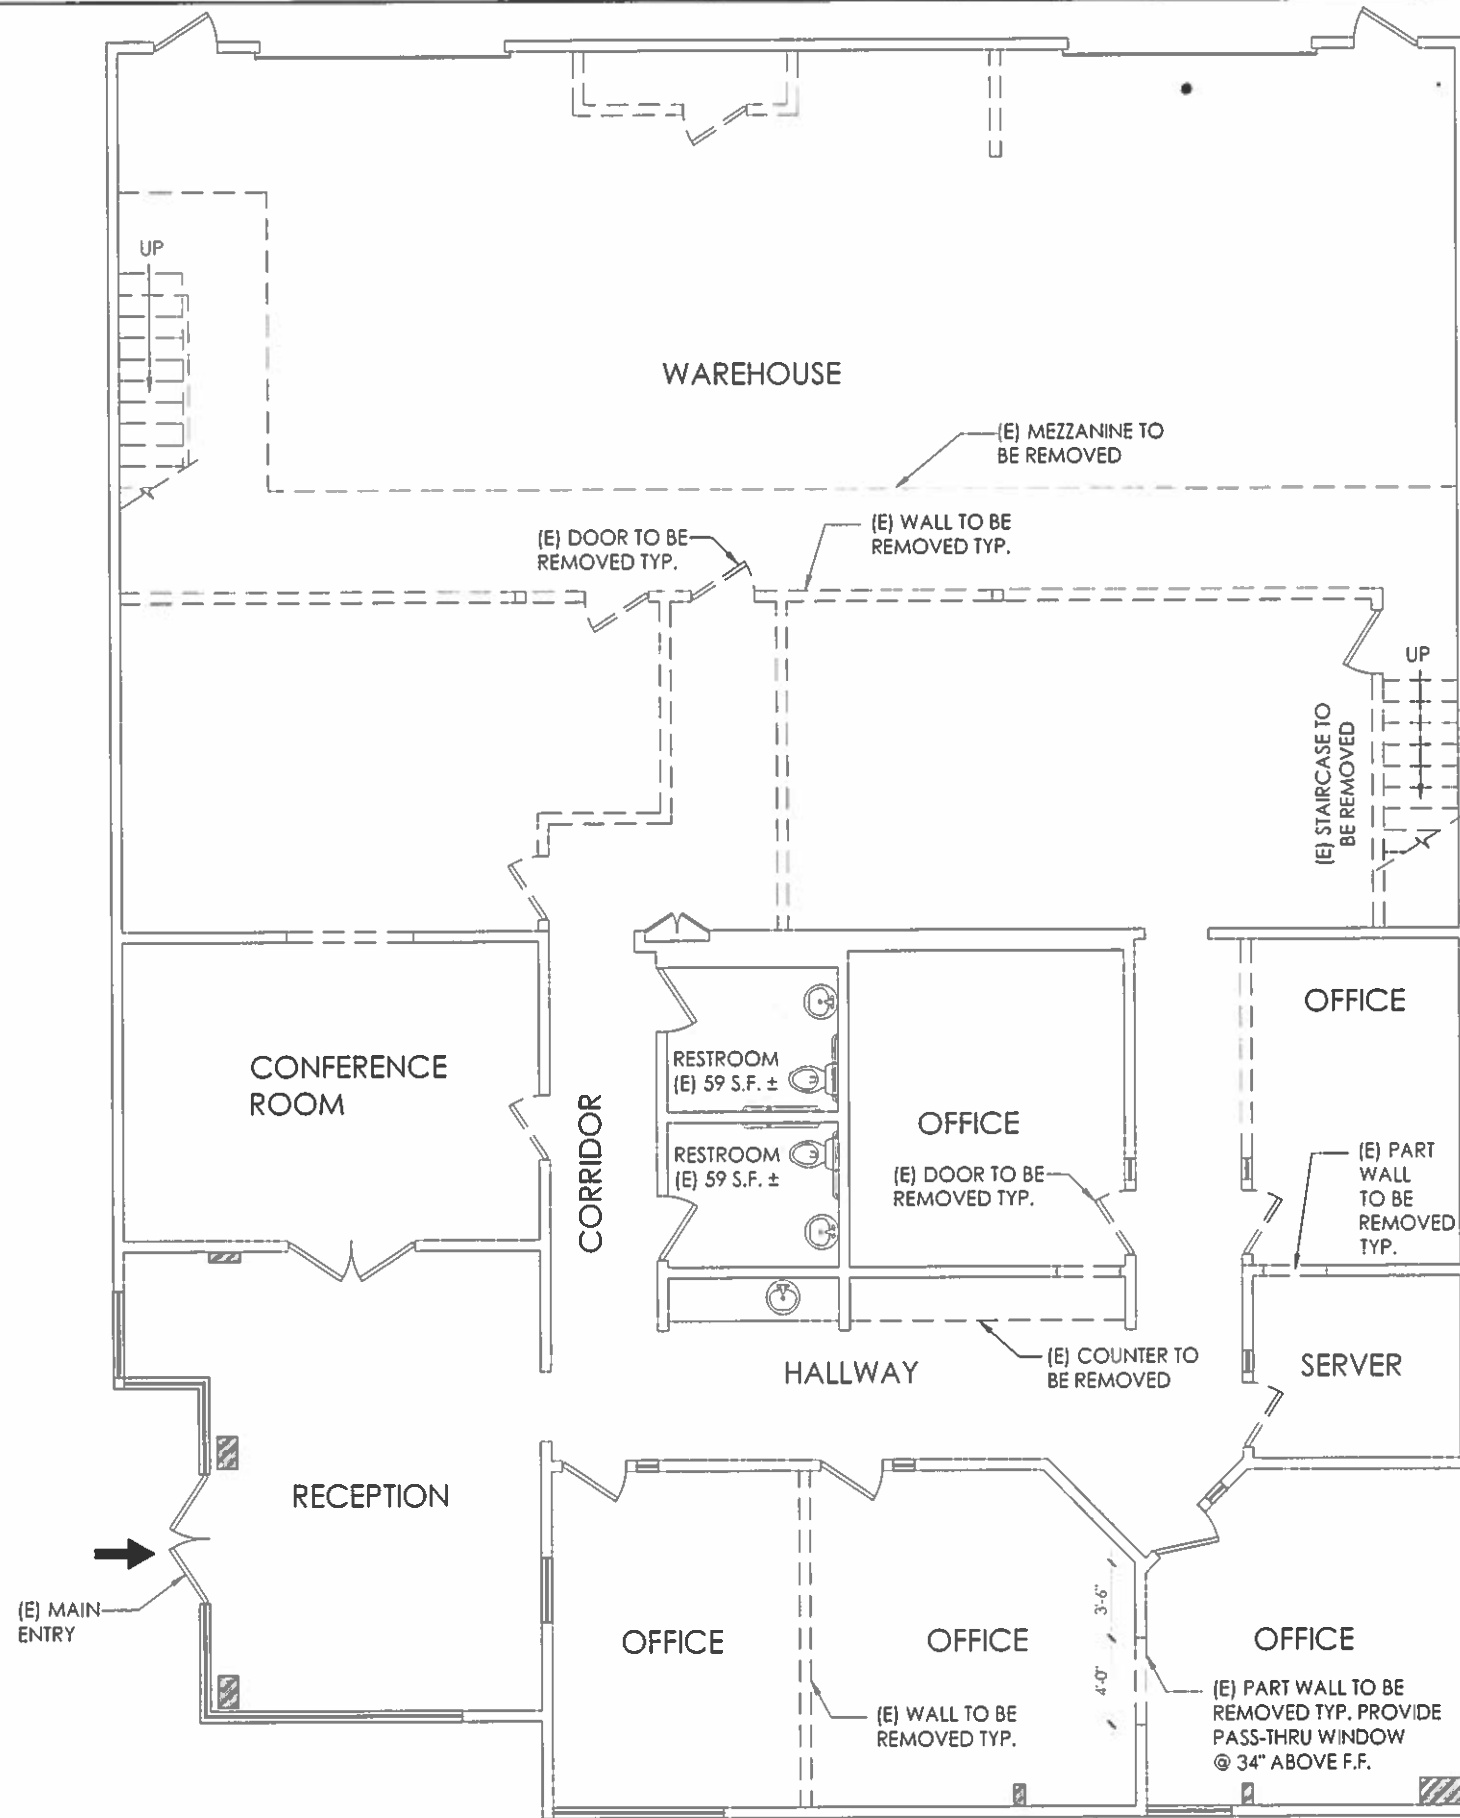 UP
WAREHOUSE
(E) MEZZANINE TO
BE REMOVED
(E) DOOR TO BE
REMOVED TYP.
(E) WALL TO BE
REMOVED TYP.
UP
(E) STAIRCASE TO
BE REMOVED
OFFICE
CONFERENCE
ROOM
CORRIDOR
RESTROOM
(E) 59 S.F. ±
RESTROOM
(E) 59 S.F. ±
OFFICE
(E) DOOR TO BE
REMOVED TYP.
(E) PART
WALL
TO BE
REMOVED
TYP.
HALLWAY
(E) COUNTER TO
BE REMOVED
SERVER
RECEPTION
(E) MAIN
ENTRY
OFFICE
OFFICE
3'-6"
4'-0"
OFFICE
(E) WALL TO BE
REMOVED TYP.
(E) PART WALL TO BE
REMOVED TYP. PROVIDE
PASS-THRU WINDOW
@ 34" ABOVE F.F.